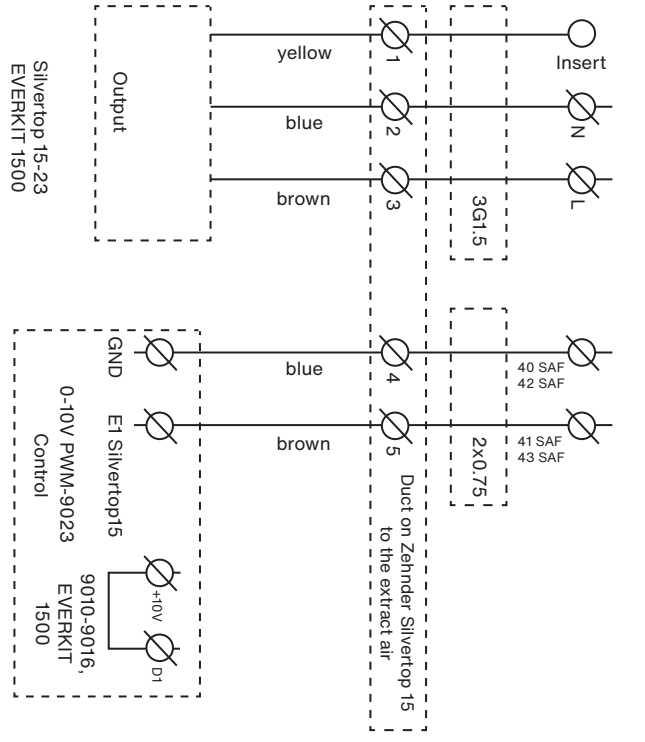 Silvertop 15-23
EVERKIT 1500
Output
yellow
1
Insert
blue
2
N
brown
3
L
3G1.5
GND
blue
4
40 SAF
42 SAF
E1 Silvertop15
brown
5
41 SAF
43 SAF
2x0.75
0-10V PWM-9023
Control
Duct on Zehnder Silvertop 15
to the extract air
9010-9016,
EVERKIT
1500
+10V
D1